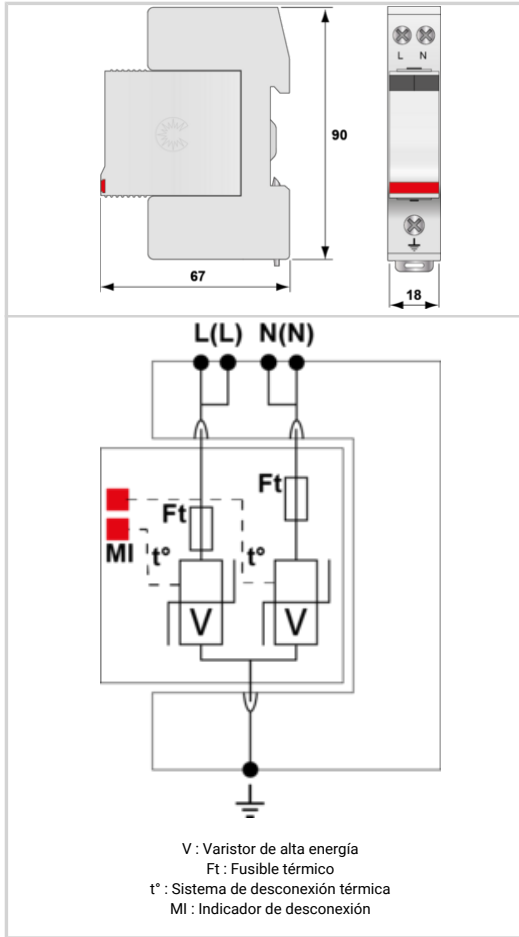 90
67
L N
18
L(L) N(N)
Ft
Ft
MI
t°
t°
V
V
V : Varistor de alta energía
Ft : Fusible térmico
t° : Sistema de desconexión térmica
MI : Indicador de desconexión